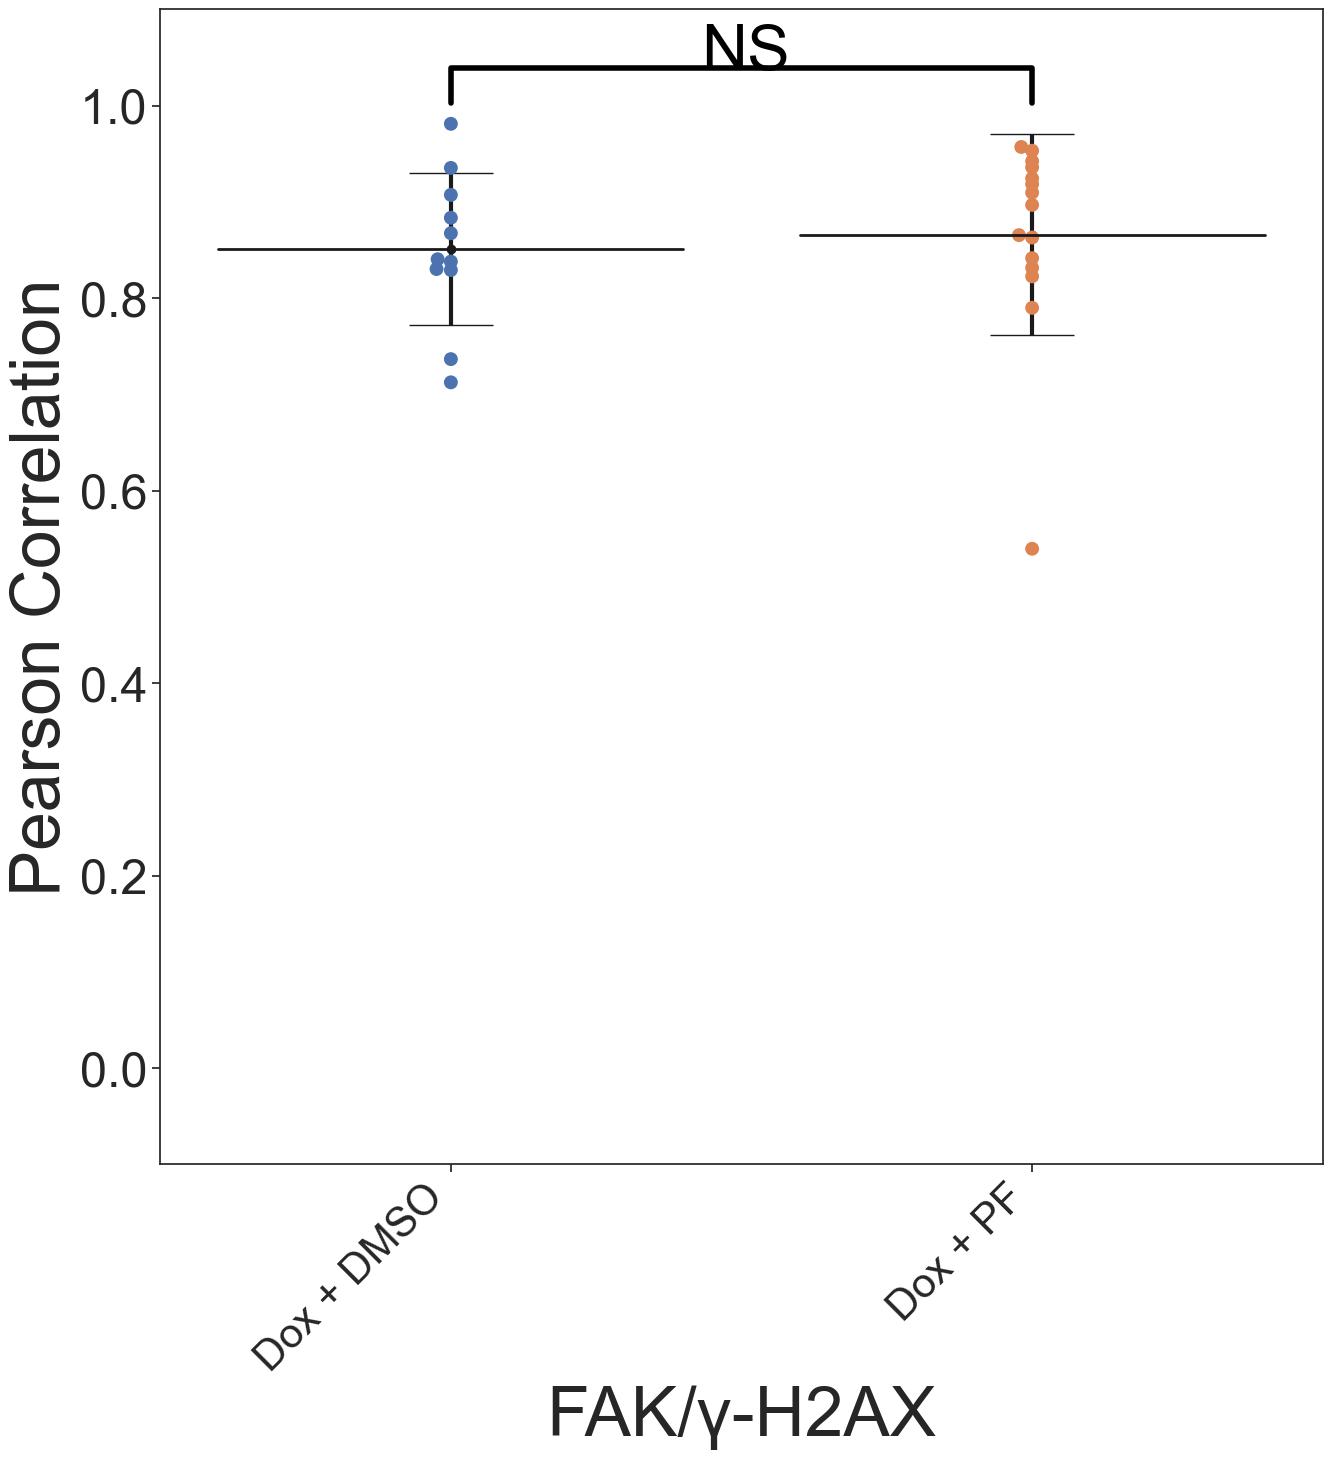 NS
1.0
0.8
0.6
0.4
0.2
0.0
Pearson Correlation
Dox + DMSO
Dox + PF
FAK/γ-H2AX